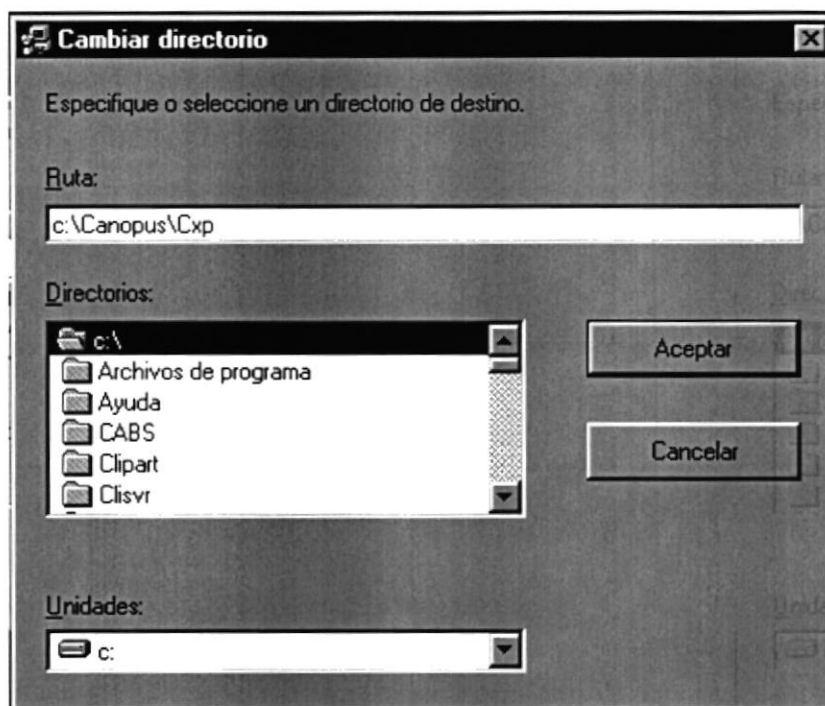 Cambiar directorio
Especifique o seleccione un directorio de destino.
Ruta:
c:\Canopus\Cxp
Directorios:
c:\
Archivos de programa
Ayuda
CABS
Clipart
Clisvr
Aceptar
Cancelar
Unidades:
c: